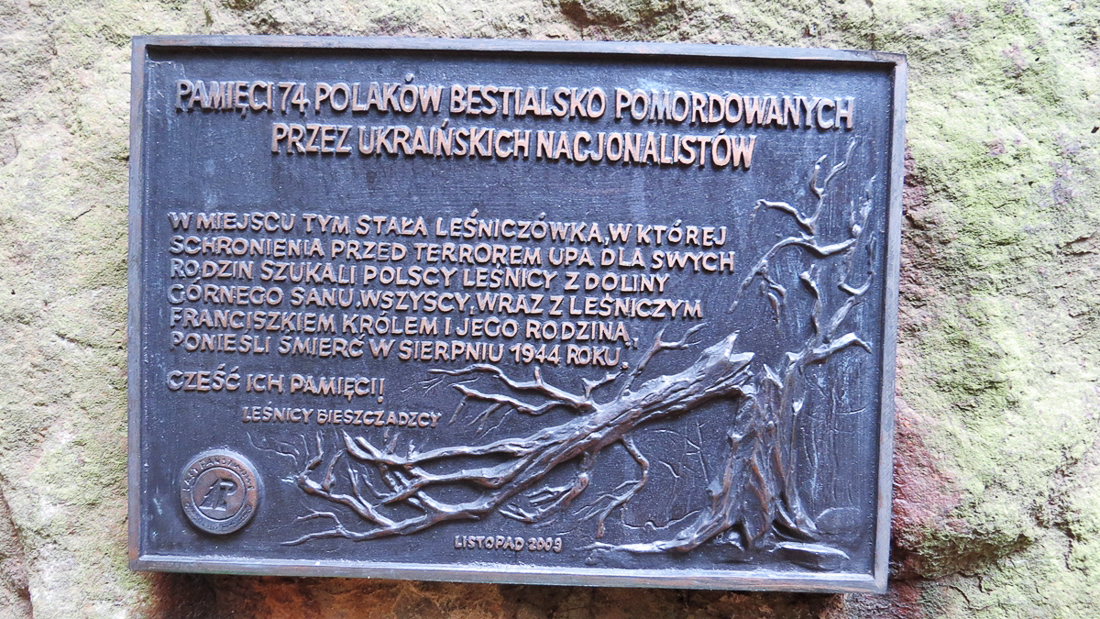 PAMIĘCI 74 POLAKÓW BESTIALSKO POMORDOWANYCH
PRZEZ UKRAIŃSKICH NACJONALISTÓW
W MIEJSCU TYM STAŁA LEŚNICZÓWKA, W KTÓREJ
SCHRONIENIA PRZED TERROREM UPA DLA SWYCH
RODZIN SZUKALI POLSCY LEŚNICY Z DOLINY
GÓRNEGO SANU. WSZYSCY, WRAZ Z LEŚNICZYM
FRANCISZKIEM KRÓLEM I JEGO RODZINĄ,
PONIEŚLI ŚMIERĆ W SIERPNIU 1944 ROKU.
CZEŚĆ ICH PAMIĘCI!
LEŚNICY BIESZCZADZCY
LISTOPAD 2009